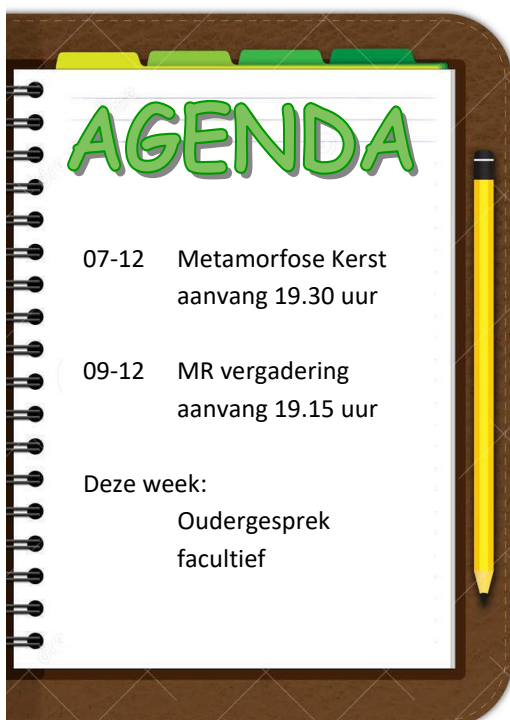 AGENDA
07-12 Metamorfose Kerst
aanvang 19.30 uur
09-12 MR vergadering
aanvang 19.15 uur
Deze week:
Oudergesprek
facultief